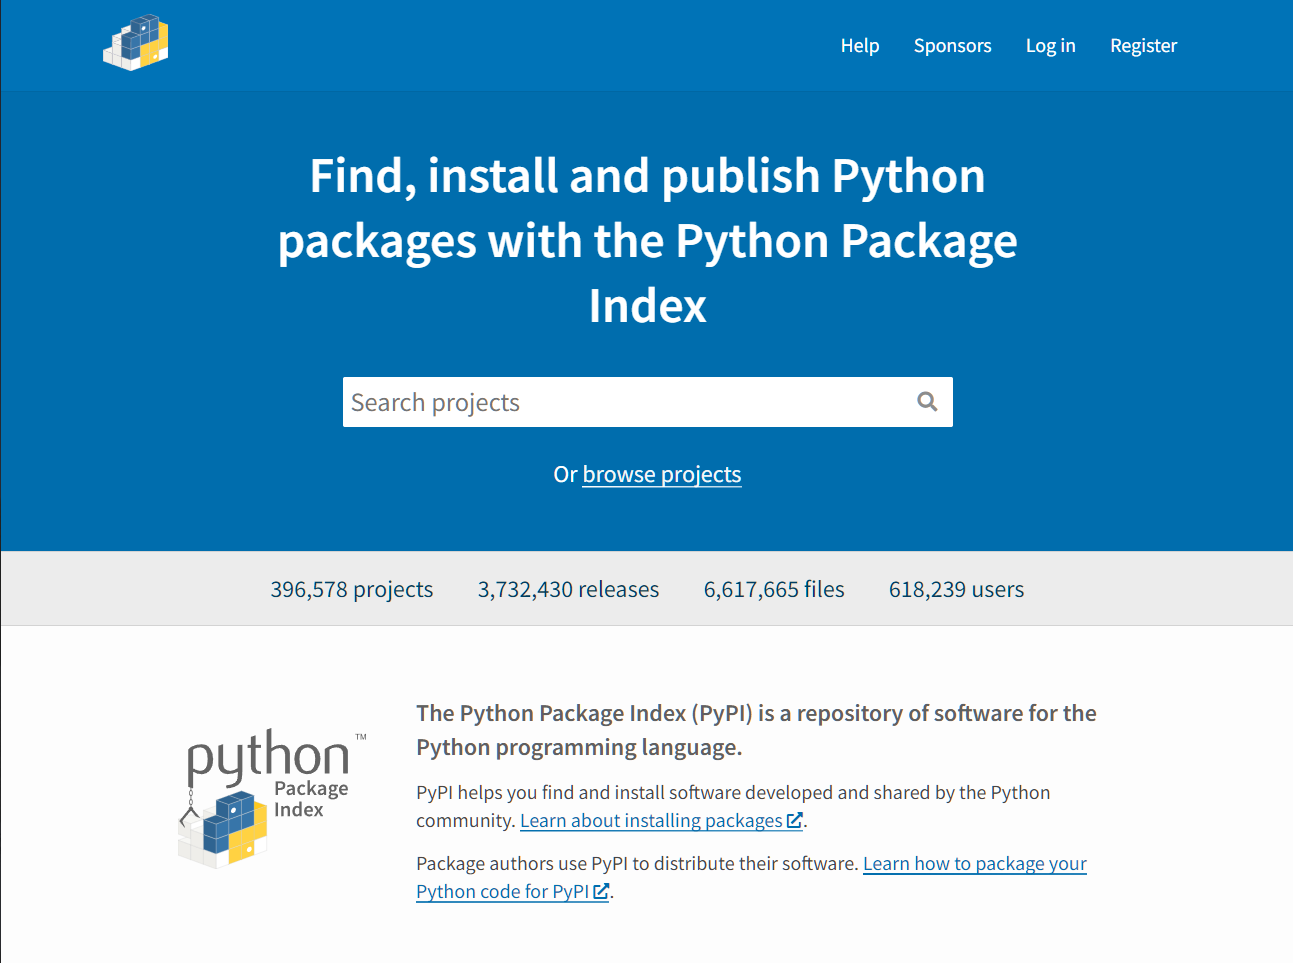 Help Sponsors Log in Register
Find, install and publish Python
packages with the Python Package
Index
Search projects
Or browse projects
396,578 projects 3,732,430 releases 6,617,665 files 618,239 users
python™
Package
Index
The Python Package Index (PyPI) is a repository of software for the
Python programming language.
PyPI helps you find and install software developed and shared by the Python
community. Learn about installing packages.
Package authors use PyPI to distribute their software. Learn how to package your
Python code for PyPI.